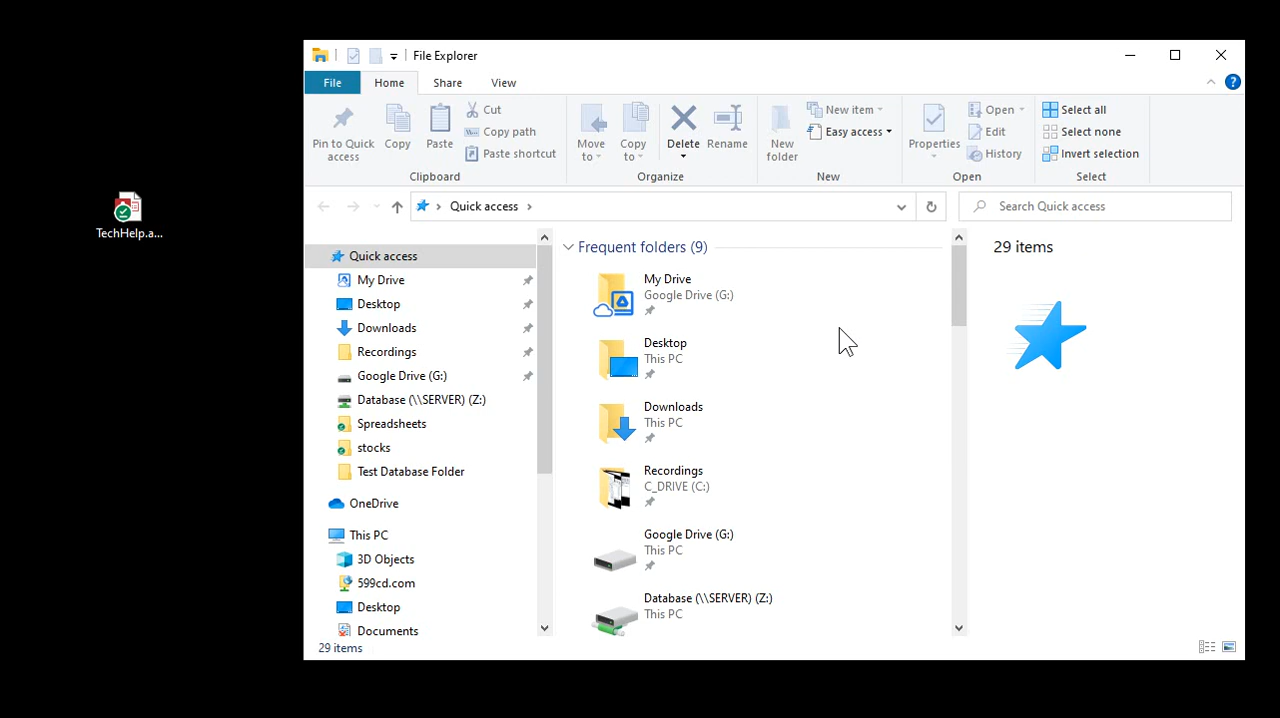 TechHelp.a...
File Explorer
File
Home
Share
View
Pin to Quick
access
Copy
Paste
Cut
Copy path
Paste shortcut
Clipboard
Move
to
Copy
to
Delete
Rename
Organize
New
folder
New item
Easy access
New
Properties
Open
Edit
History
Open
Select all
Select none
Invert selection
Select
Quick access
Search Quick access
Quick access
My Drive
Desktop
Downloads
Recordings
Google Drive (G:)
Database (\\SERVER) (Z:)
Spreadsheets
stocks
Test Database Folder
OneDrive
This PC
3D Objects
599cd.com
Desktop
Documents
Frequent folders (9)
My Drive
Google Drive (G:)
Desktop
This PC
Downloads
This PC
Recordings
C_DRIVE (C:)
Google Drive (G:)
This PC
Database (\\SERVER) (Z:)
This PC
29 items
29 items